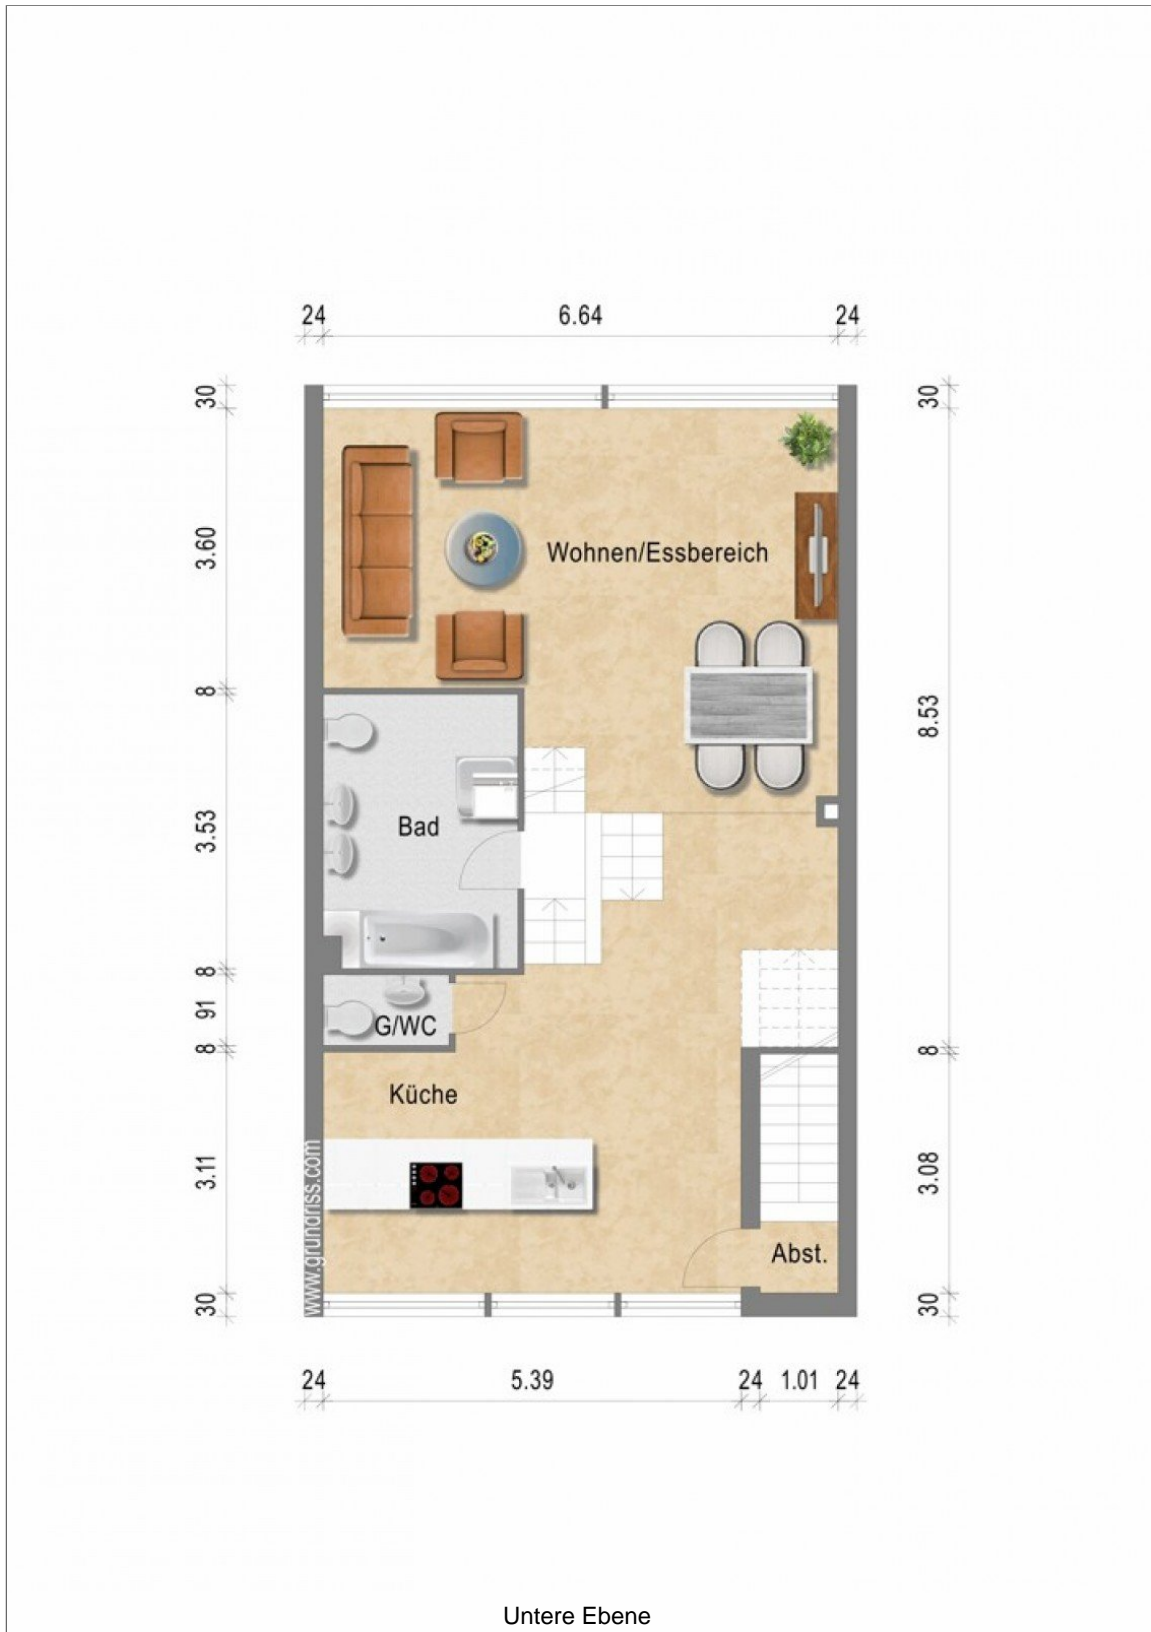 24 6.64 24
30
30
3.60
Wohnen/Essbereich
8
8.53
3.53
Bad
8
91
G/WC
8
8
Küche
3.11
3.08
www.grundriss.com
Abst.
30
30
24 5.39 24 1.01 24
Untere Ebene